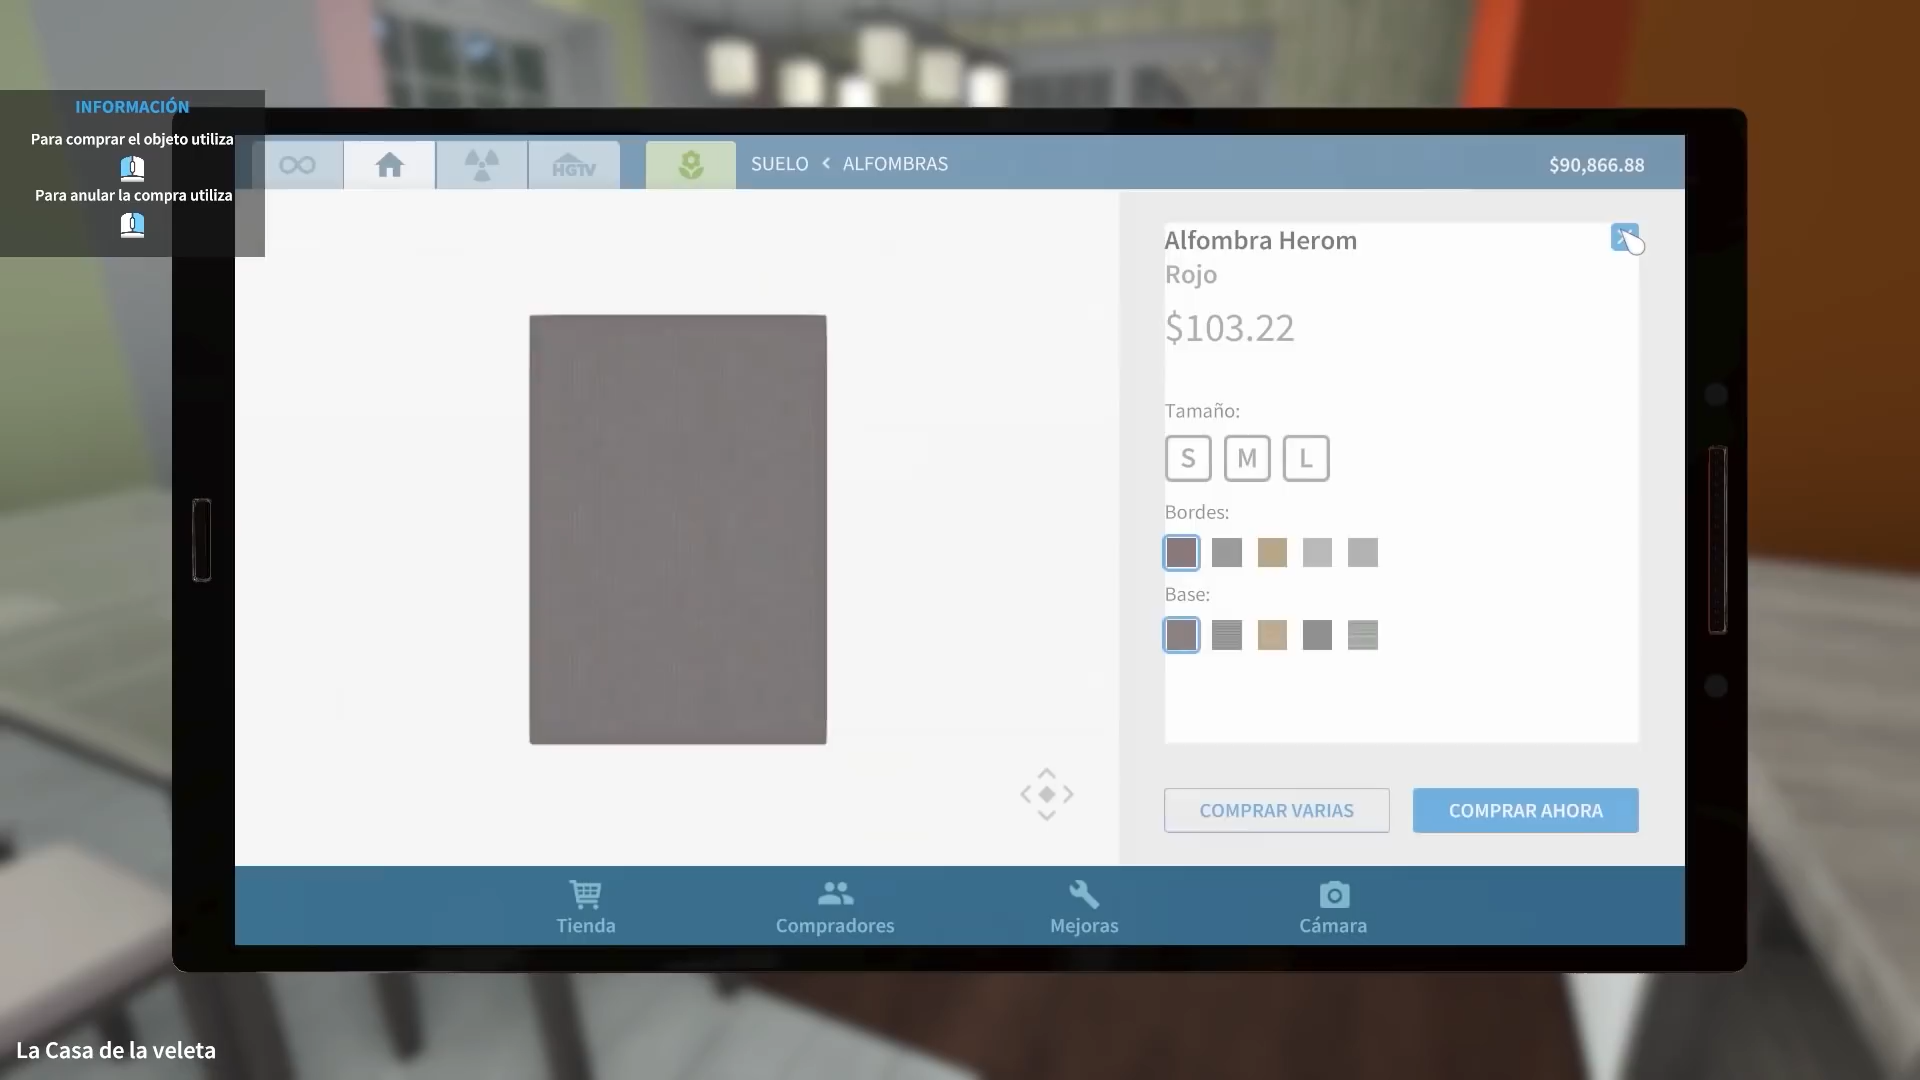 INFORMACIÓN
Para comprar el objeto utiliza
Para anular la compra utiliza
HGTV
SUELO < ALFOMBRAS
$90,866.88
Alfombra Herom
Rojo
$103.22
Tamaño:
S M L
Bordes:
Base:
COMPRAR VARIAS
COMPRAR AHORA
Tienda
Compradores
Mejoras
Cámara
La Casa de la veleta